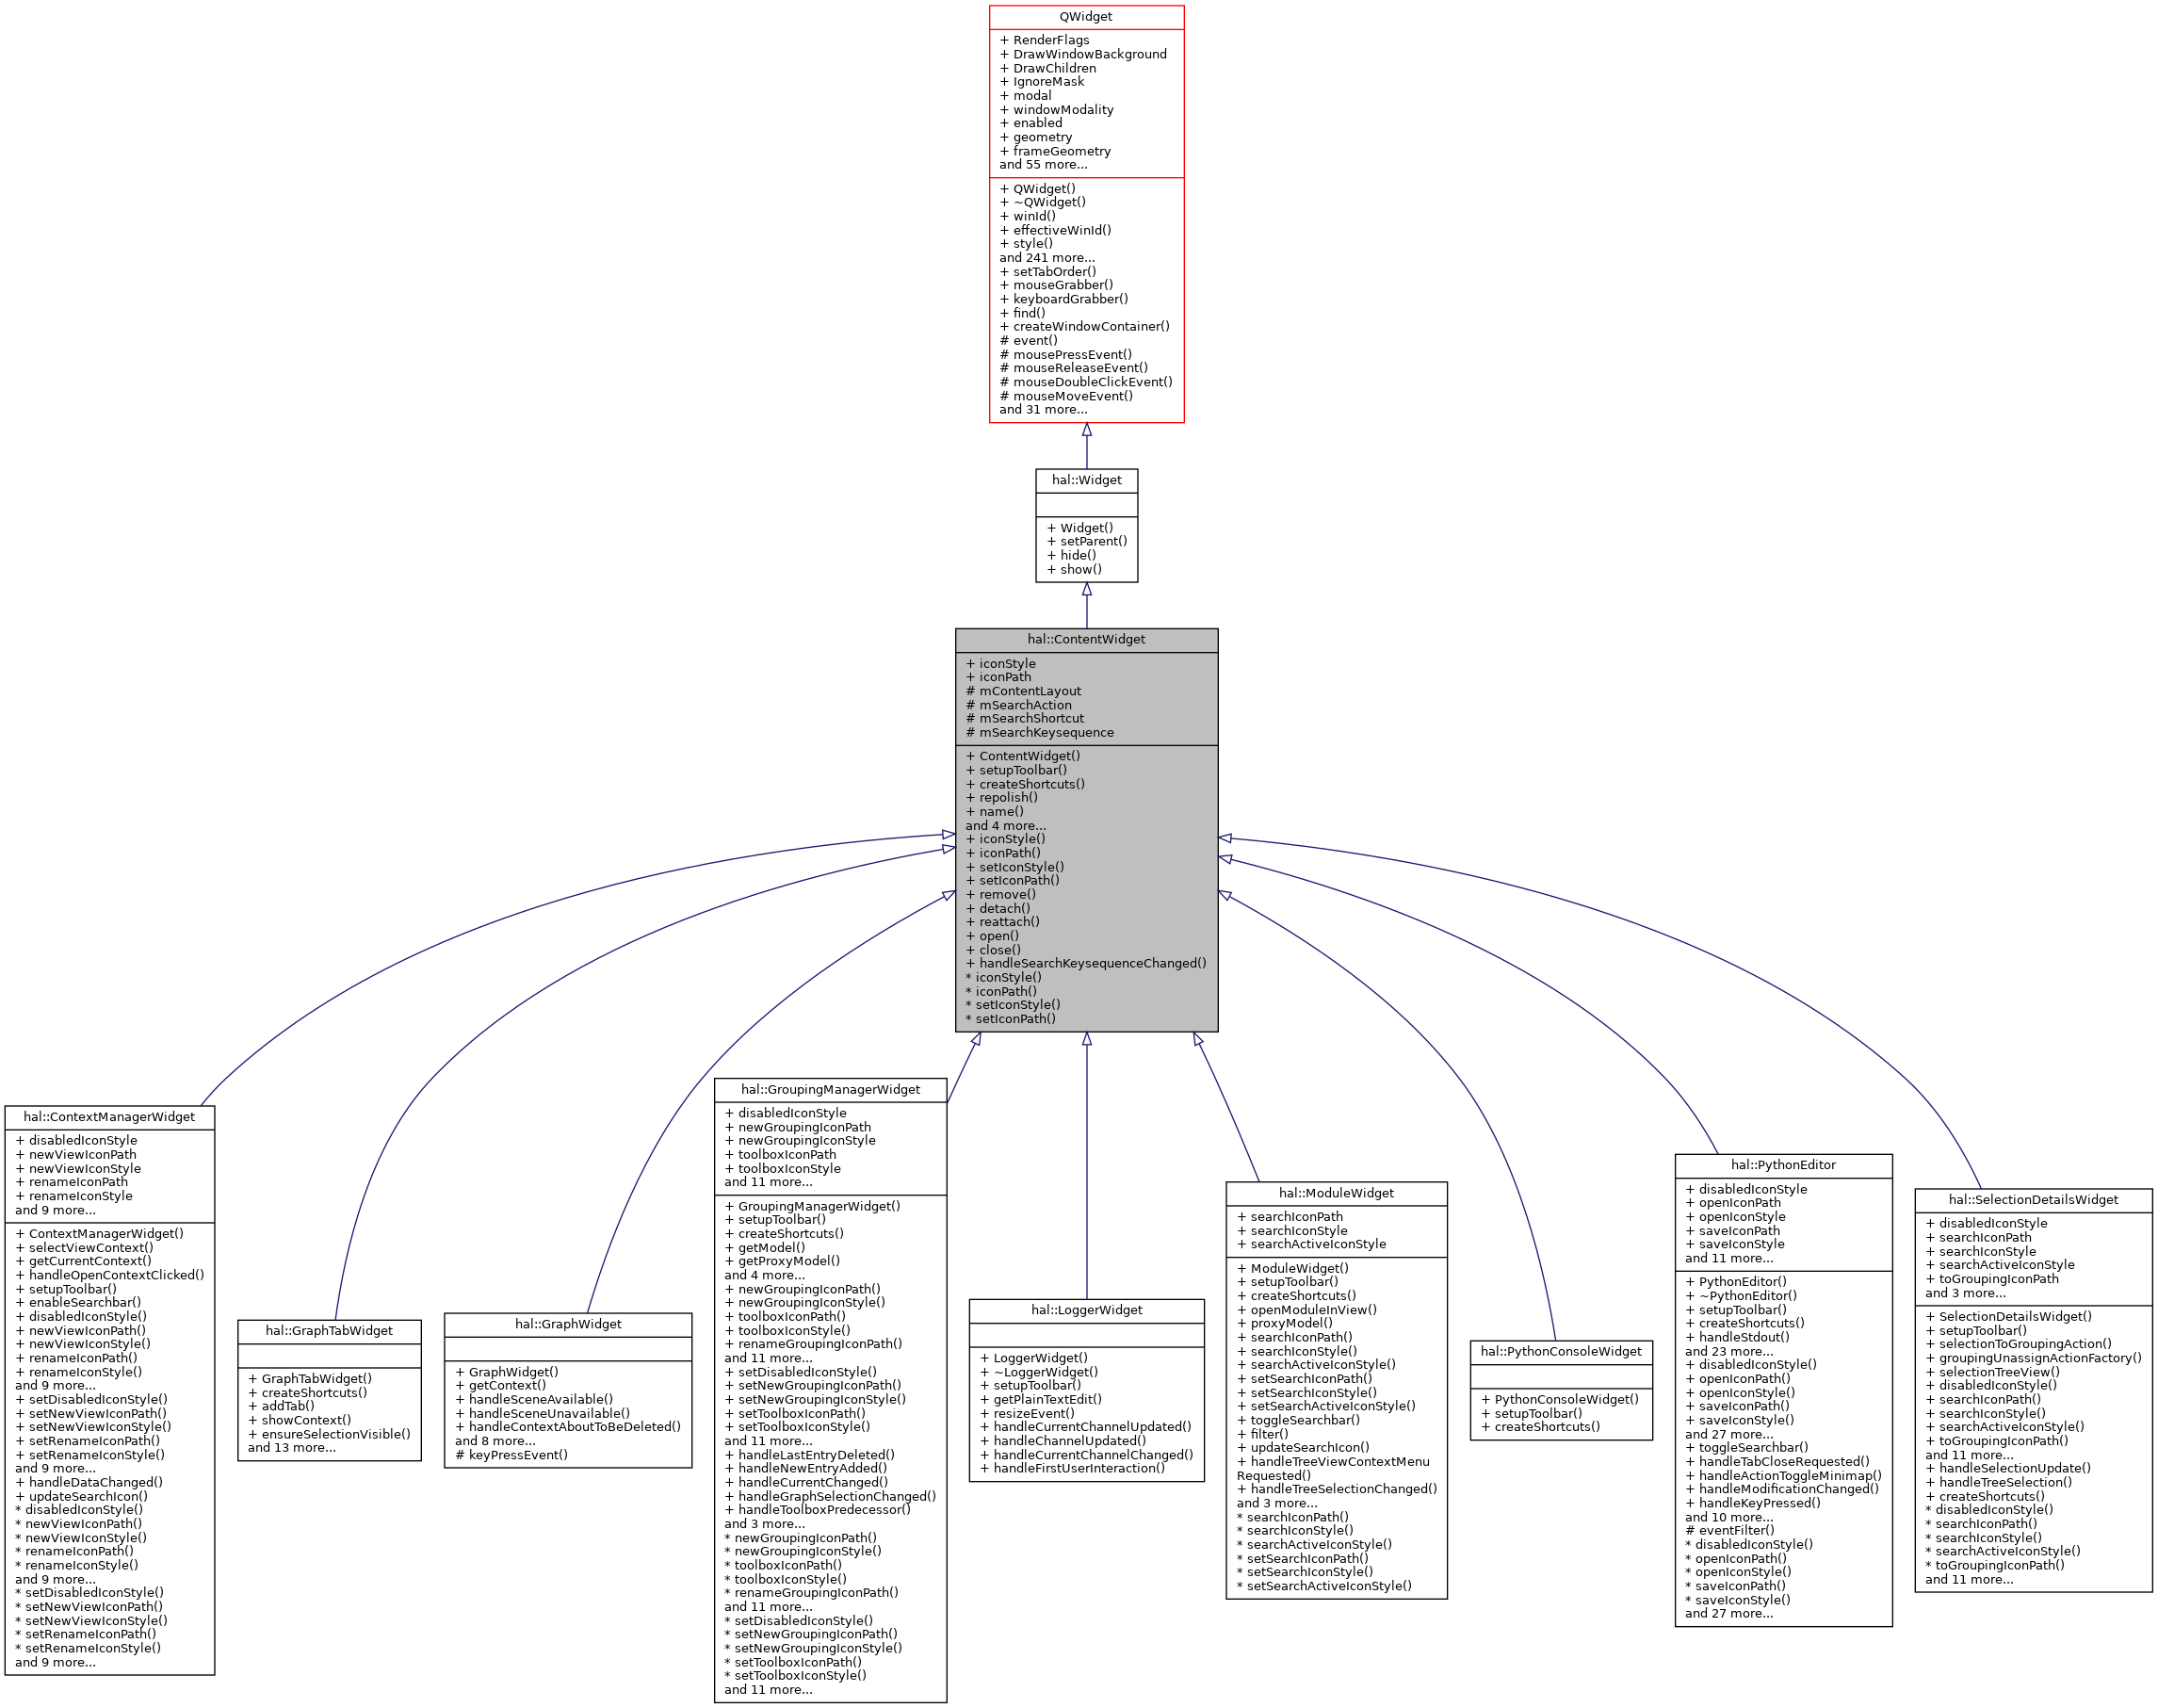 QWidget
+ RenderFlags
+ DrawWindowBackground
+ DrawChildren
+ IgnoreMask
+ modal
+ windowModality
+ enabled
+ geometry
+ frameGeometry
and 55 more...
+ QWidget()
+ ~QWidget()
+ winId()
+ effectiveWinId()
+ style()
and 241 more...
+ setTabOrder()
+ mouseGrabber()
+ keyboardGrabber()
+ find()
+ createWindowContainer()
# event()
# mousePressEvent()
# mouseReleaseEvent()
# mouseDoubleClickEvent()
# mouseMoveEvent()
and 31 more...
hal::Widget
+ Widget()
+ setParent()
+ hide()
+ show()
hal::ContentWidget
+ iconStyle
+ iconPath
# mContentLayout
# mSearchAction
# mSearchShortcut
# mSearchKeysequence
+ ContentWidget()
+ setupToolbar()
+ createShortcuts()
+ repolish()
+ name()
and 4 more...
+ iconStyle()
+ iconPath()
+ setIconStyle()
+ setIconPath()
+ remove()
+ detach()
+ reattach()
+ open()
+ close()
+ handleSearchKeysequenceChanged()
* iconStyle()
* iconPath()
* setIconStyle()
* setIconPath()
hal::ContextManagerWidget
+ disabledIconStyle
+ newViewIconPath
+ newViewIconStyle
+ renameIconPath
+ renameIconStyle
and 9 more...
+ ContextManagerWidget()
+ selectViewContext()
+ getCurrentContext()
+ handleOpenContextClicked()
+ setupToolbar()
+ enableSearchbar()
+ disabledIconStyle()
+ newViewIconPath()
+ newViewIconStyle()
+ renameIconPath()
+ renameIconStyle()
and 9 more...
+ setDisabledIconStyle()
+ setNewViewIconPath()
+ setNewViewIconStyle()
+ setRenameIconPath()
+ setRenameIconStyle()
and 9 more...
+ handleDataChanged()
+ updateSearchIcon()
* disabledIconStyle()
* newViewIconPath()
* newViewIconStyle()
* renameIconPath()
* renameIconStyle()
and 9 more...
* setDisabledIconStyle()
* setNewViewIconPath()
* setNewViewIconStyle()
* setRenameIconPath()
* setRenameIconStyle()
and 9 more...
hal::GraphTabWidget
+ GraphTabWidget()
+ createShortcuts()
+ addTab()
+ showContext()
+ ensureSelectionVisible()
and 13 more...
hal::GraphWidget
+ GraphWidget()
+ getContext()
+ handleSceneAvailable()
+ handleSceneUnavailable()
+ handleContextAboutToBeDeleted()
and 8 more...
# keyPressEvent()
hal::GroupingManagerWidget
+ disabledIconStyle
+ newGroupingIconPath
+ newGroupingIconStyle
+ toolboxIconPath
+ toolboxIconStyle
and 11 more...
+ GroupingManagerWidget()
+ setupToolbar()
+ createShortcuts()
+ getModel()
+ getProxyModel()
and 4 more...
+ newGroupingIconPath()
+ newGroupingIconStyle()
+ toolboxIconPath()
+ toolboxIconStyle()
+ renameGroupingIconPath()
and 11 more...
+ setDisabledIconStyle()
+ setNewGroupingIconPath()
+ setNewGroupingIconStyle()
+ setToolboxIconPath()
+ setToolboxIconStyle()
and 11 more...
+ handleLastEntryDeleted()
+ handleNewEntryAdded()
+ handleCurrentChanged()
+ handleGraphSelectionChanged()
+ handleToolboxPredecessor()
and 3 more...
* newGroupingIconPath()
* newGroupingIconStyle()
* toolboxIconPath()
* toolboxIconStyle()
* renameGroupingIconPath()
and 11 more...
* setDisabledIconStyle()
* setNewGroupingIconPath()
* setNewGroupingIconStyle()
* setToolboxIconPath()
* setToolboxIconStyle()
and 11 more...
hal::LoggerWidget
+ LoggerWidget()
+ ~LoggerWidget()
+ setupToolbar()
+ getPlainTextEdit()
+ resizeEvent()
+ handleCurrentChannelUpdated()
+ handleChannelUpdated()
+ handleCurrentChannelChanged()
+ handleFirstUserInteraction()
hal::ModuleWidget
+ searchIconPath
+ searchIconStyle
+ searchActiveIconStyle
+ ModuleWidget()
+ setupToolbar()
+ createShortcuts()
+ openModuleInView()
+ proxyModel()
+ searchIconPath()
+ searchIconStyle()
+ searchActiveIconStyle()
+ setSearchIconPath()
+ setSearchIconStyle()
+ setSearchActiveIconStyle()
+ toggleSearchbar()
+ filter()
+ updateSearchIcon()
+ handleTreeViewContextMenu
Requested()
+ handleTreeSelectionChanged()
and 3 more...
* searchIconPath()
* searchIconStyle()
* searchActiveIconStyle()
* setSearchIconPath()
* setSearchIconStyle()
* setSearchActiveIconStyle()
hal::PythonConsoleWidget
+ PythonConsoleWidget()
+ setupToolbar()
+ createShortcuts()
hal::PythonEditor
+ disabledIconStyle
+ openIconPath
+ openIconStyle
+ saveIconPath
+ saveIconStyle
and 11 more...
+ PythonEditor()
+ ~PythonEditor()
+ setupToolbar()
+ createShortcuts()
+ handleStdout()
and 23 more...
+ disabledIconStyle()
+ openIconPath()
+ openIconStyle()
+ saveIconPath()
+ saveIconStyle()
and 27 more...
+ toggleSearchbar()
+ handleTabCloseRequested()
+ handleActionToggleMinimap()
+ handleModificationChanged()
+ handleKeyPressed()
and 10 more...
# eventFilter()
* disabledIconStyle()
* openIconPath()
* openIconStyle()
* saveIconPath()
* saveIconStyle()
and 27 more...
hal::SelectionDetailsWidget
+ disabledIconStyle
+ searchIconPath
+ searchIconStyle
+ searchActiveIconStyle
+ toGroupingIconPath
and 3 more...
+ SelectionDetailsWidget()
+ setupToolbar()
+ selectionToGroupingAction()
+ groupingUnassignActionFactory()
+ selectionTreeView()
+ disabledIconStyle()
+ searchIconPath()
+ searchIconStyle()
+ searchActiveIconStyle()
+ toGroupingIconPath()
and 11 more...
+ handleSelectionUpdate()
+ handleTreeSelection()
+ createShortcuts()
* disabledIconStyle()
* searchIconPath()
* searchIconStyle()
* searchActiveIconStyle()
* toGroupingIconPath()
and 11 more...